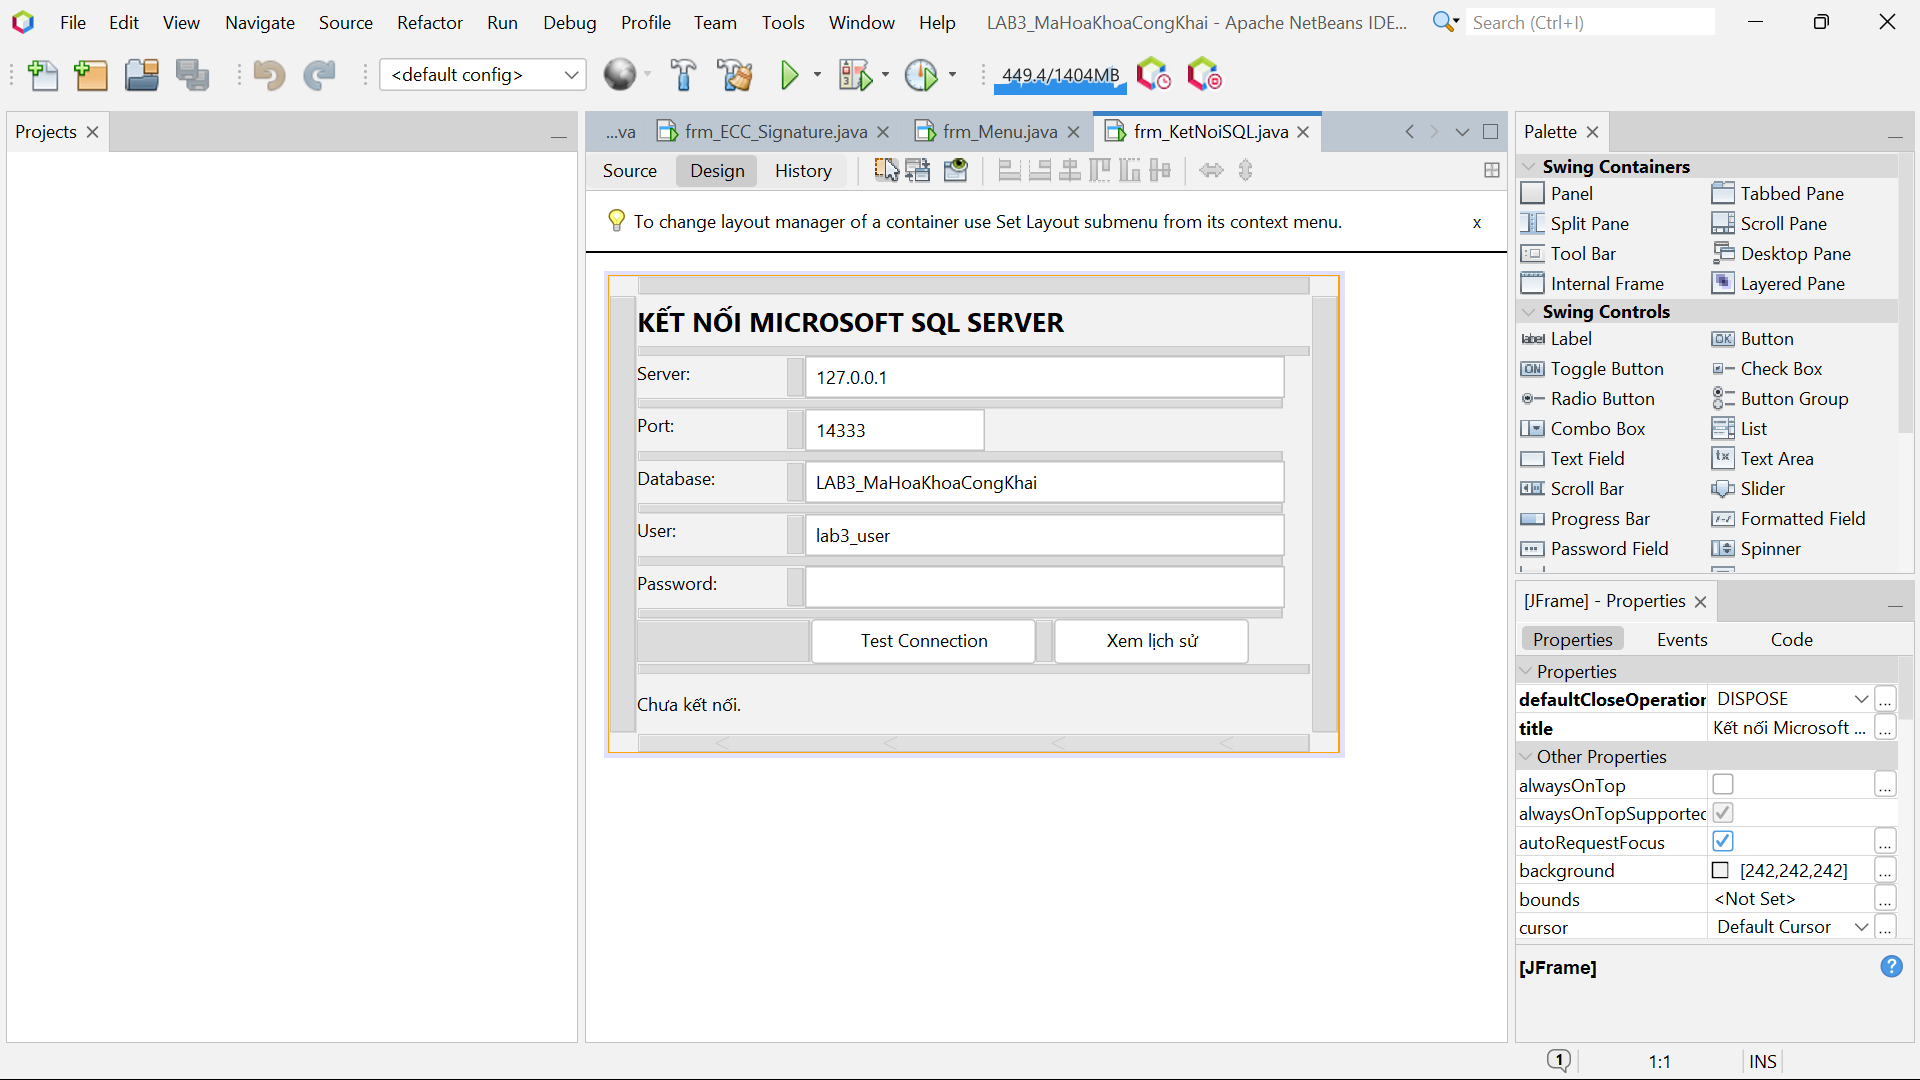 File Edit View Navigate Source Refactor Run Debug Profile Team Tools Window Help LAB3_MaHoaKhoaCongKhai - Apache NetBeans IDE... Search (Ctrl+I)
<default config> 449.4/1404MB
Projects
...va frm_ECC_Signature.java frm_Menu.java frm_KetNoiSQL.java
Source Design History
To change layout manager of a container use Set Layout submenu from its context menu. x
KẾT NỐI MICROSOFT SQL SERVER
Server: 127.0.0.1
Port: 14333
Database: LAB3_MaHoaKhoaCongKhai
User: lab3_user
Password:
Test Connection Xem lịch sử
Chưa kết nối.
Palette
Swing Containers
Panel Tabbed Pane
Split Pane Scroll Pane
Tool Bar Desktop Pane
Internal Frame Layered Pane
Swing Controls
label Label OK Button
ON Toggle Button Check Box
Radio Button Button Group
Combo Box List
Text Field Text Area
Scroll Bar Slider
Progress Bar Formatted Field
Password Field Spinner
[JFrame] - Properties
Properties Events Code
Properties
defaultCloseOperation DISPOSE ...
title Kết nối Microsoft ... ...
Other Properties
alwaysOnTop ...
alwaysOnTopSupported
autoRequestFocus ...
background [242,242,242] ...
bounds <Not Set> ...
cursor Default Cursor ...
[JFrame] ?
1 1:1 INS